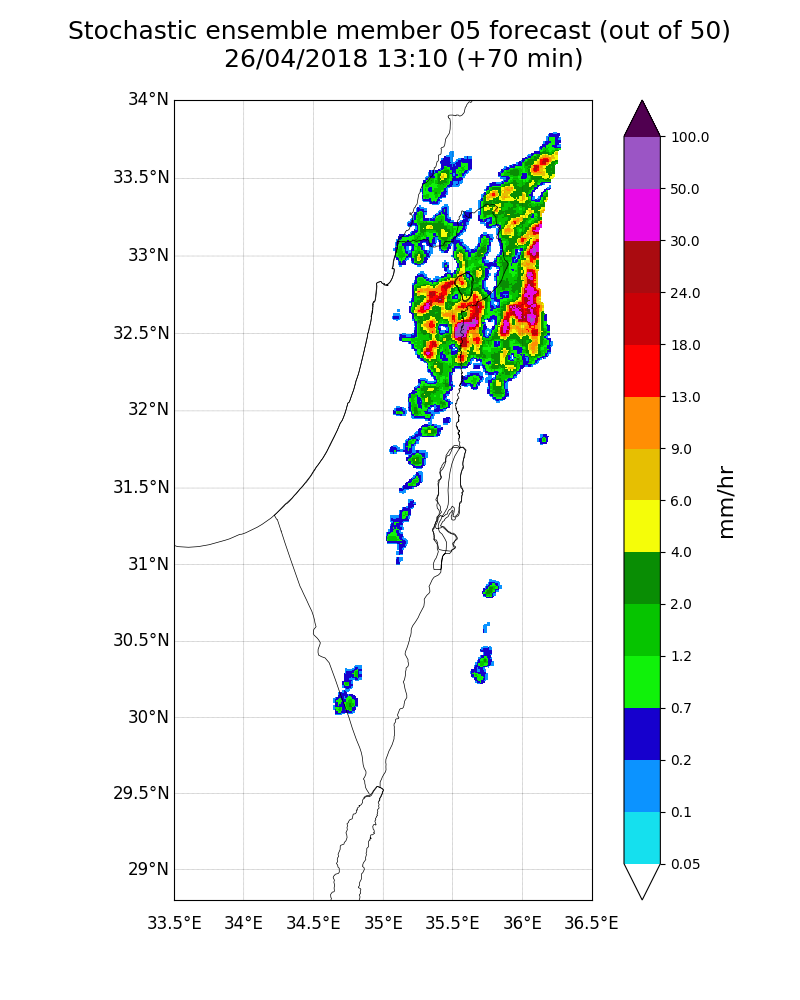 Stochastic ensemble member 05 forecast (out of 50)
26/04/2018 13:10 (+70 min)
34°N
33.5°N
33°N
32.5°N
32°N
31.5°N
31°N
30.5°N
30°N
29.5°N
29°N
33.5°E
34°E
34.5°E
35°E
35.5°E
36°E
36.5°E
100.0
50.0
30.0
24.0
18.0
13.0
9.0
6.0
4.0
2.0
1.2
0.7
0.2
0.1
0.05
mm/hr